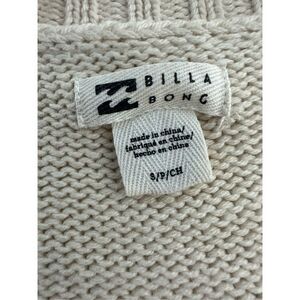 BILLA
BONG
made in china/
fabriqué en chine/
hecho en china
S/P/CH